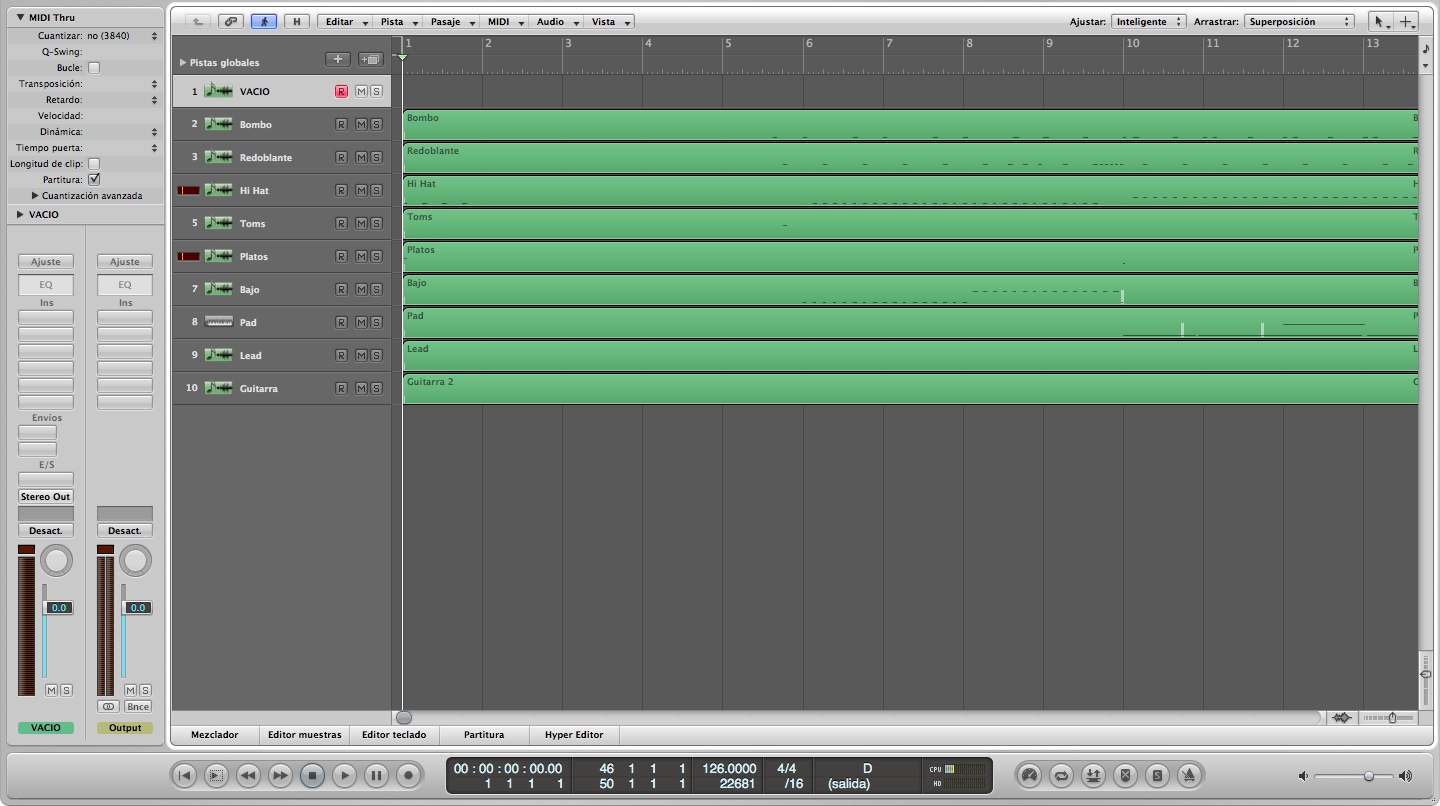 MIDI Thru
Cuantizar: no (3840)
Q-Swing:
Bucle:
Transposición:
Retardo:
Velocidad:
Dinámica:
Tiempo puerta:
Longitud de clip:
Partitura:
Cuantización avanzada
VACIO
Ajuste Ajuste
EQ EQ
Ins Ins
Envíos
E/S
Stereo Out
Desact. Desact.
0.0 0.0
M S M S
Bnce
VACIO Output
H Editar Pista Pasaje MIDI Audio Vista Ajustar: Inteligente Arrastrar: Superposición
1 2 3 4 5 6 7 8 9 10 11 12 13
Pistas globales
1 VACIO R M S
2 Bombo R M S Bombo B
3 Redoblante R M S Redoblante R
Hi Hat R M S Hi Hat H
5 Toms R M S Toms T
Platos R M S Platos P
7 Bajo R M S Bajo B
8 Pad R M S Pad P
9 Lead R M S Lead L
10 Guitarra R M S Guitarra 2 G
Mezclador Editor muestras Editor teclado Partitura Hyper Editor
00 : 00 : 00 : 00.00 46 1 1 1 126.0000 4/4 D CPU
1 1 1 1 50 1 1 1 22681 /16 (salida) HD
S